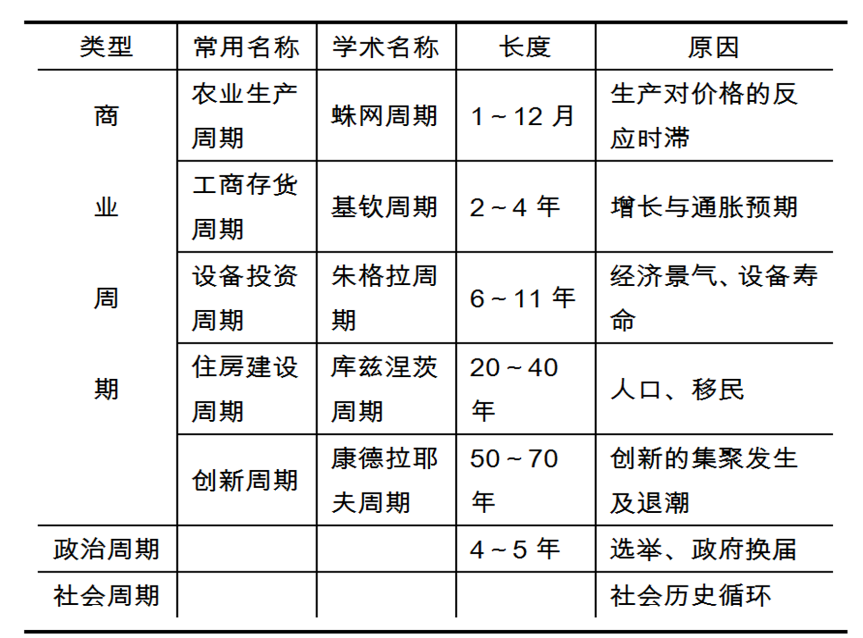 类型 常用名称 学术名称 长度 原因
商业周期
农业生产周期 蛛网周期 1～12 月 生产对价格的反应时滞
工商存货周期 基钦周期 2～4 年 增长与通胀预期
设备投资周期 朱格拉周期 6～11 年 经济景气、设备寿命
住房建设周期 库兹涅茨周期 20～40 年 人口、移民
创新周期 康德拉耶夫周期 50～70 年 创新的集聚发生及退潮
政治周期 4～5 年 选举、政府换届
社会周期 社会历史循环